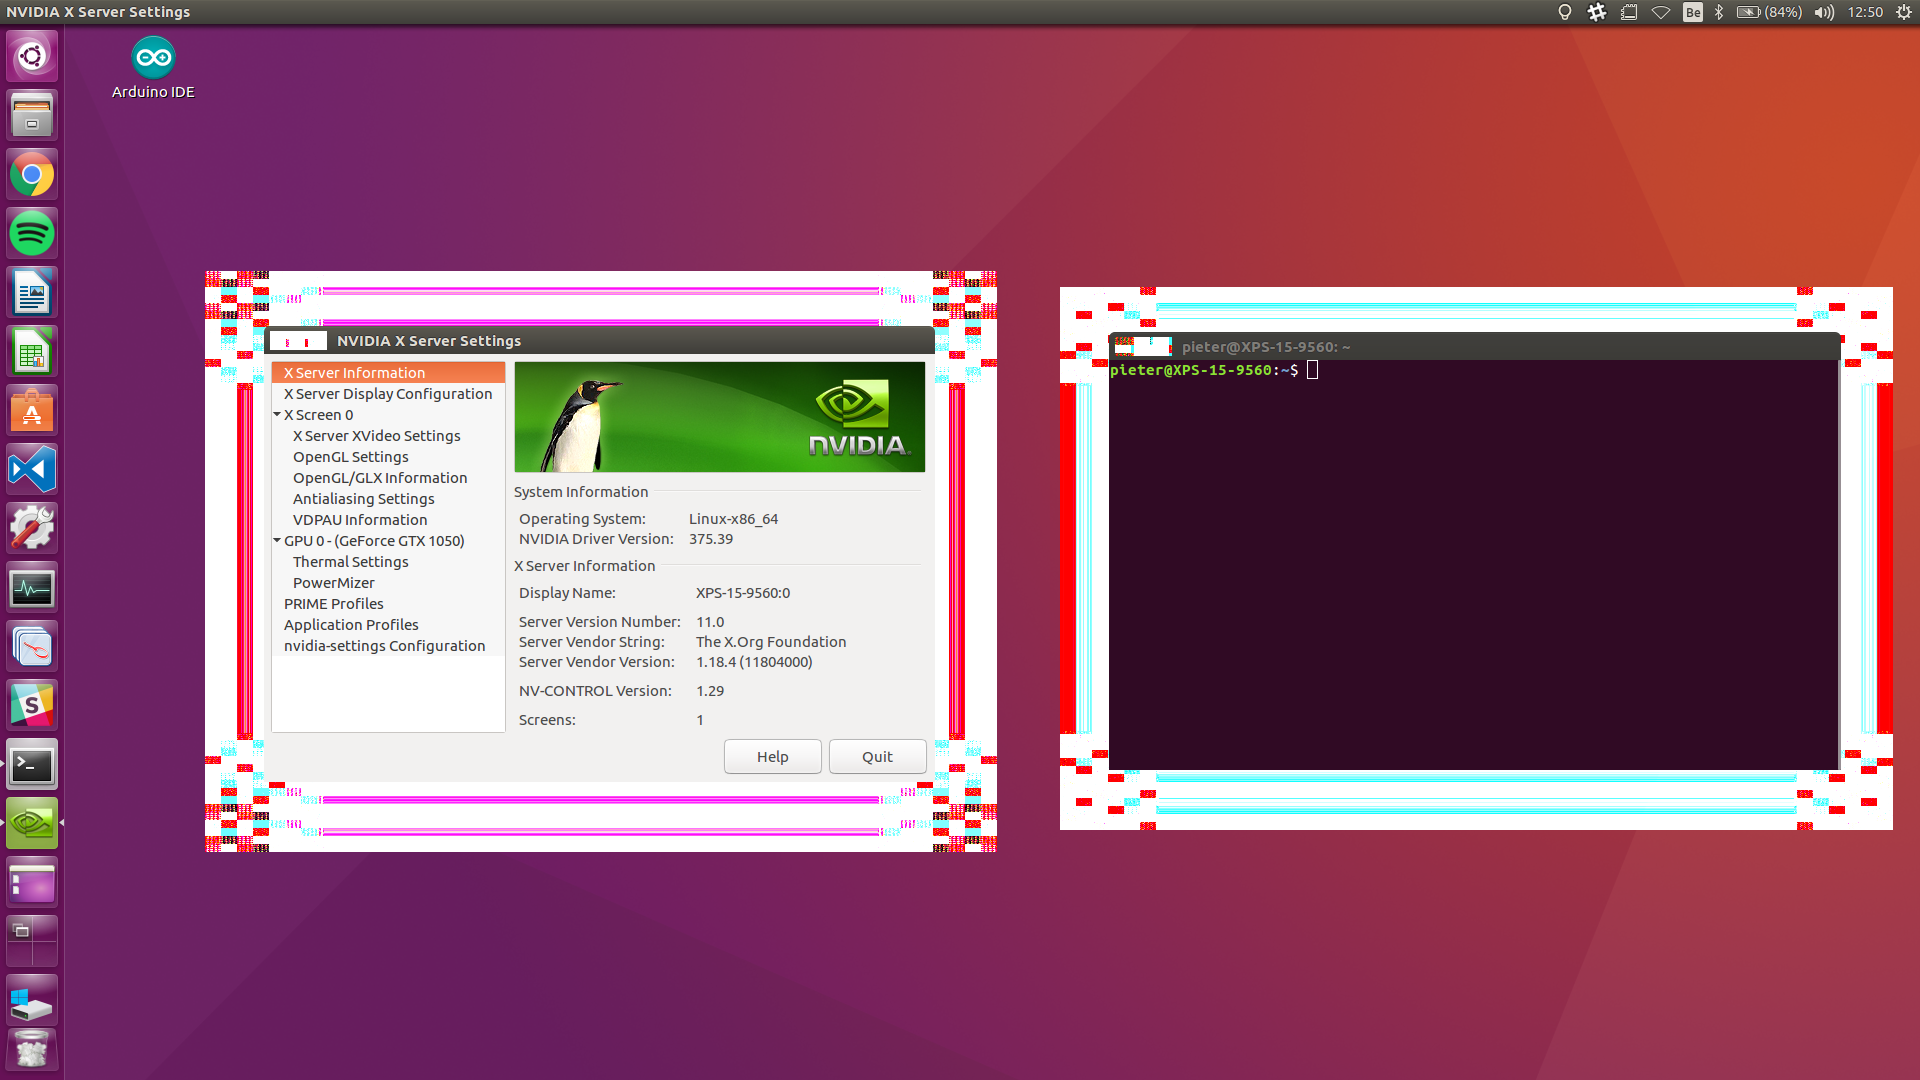 NVIDIA X Server Settings
Be
(84%)
12:50
Arduino IDE
NVIDIA X Server Settings
X Server Information
X Server Display Configuration
X Screen 0
X Server XVideo Settings
OpenGL Settings
OpenGL/GLX Information
Antialiasing Settings
VDPAU Information
GPU 0 - (GeForce GTX 1050)
Thermal Settings
PowerMizer
PRIME Profiles
Application Profiles
nvidia-settings Configuration
NVIDIA.
System Information
Operating System: Linux-x86_64
NVIDIA Driver Version: 375.39
X Server Information
Display Name: XPS-15-9560:0
Server Version Number: 11.0
Server Vendor String: The X.Org Foundation
Server Vendor Version: 1.18.4 (11804000)
NV-CONTROL Version: 1.29
Screens: 1
Help
Quit
pieter@XPS-15-9560: ~
pieter@XPS-15-9560:~$